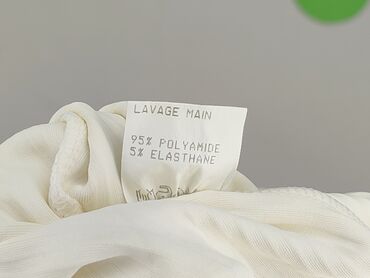 LAVAGE MAIN
95% POLYAMIDE
5% ELASTHANE